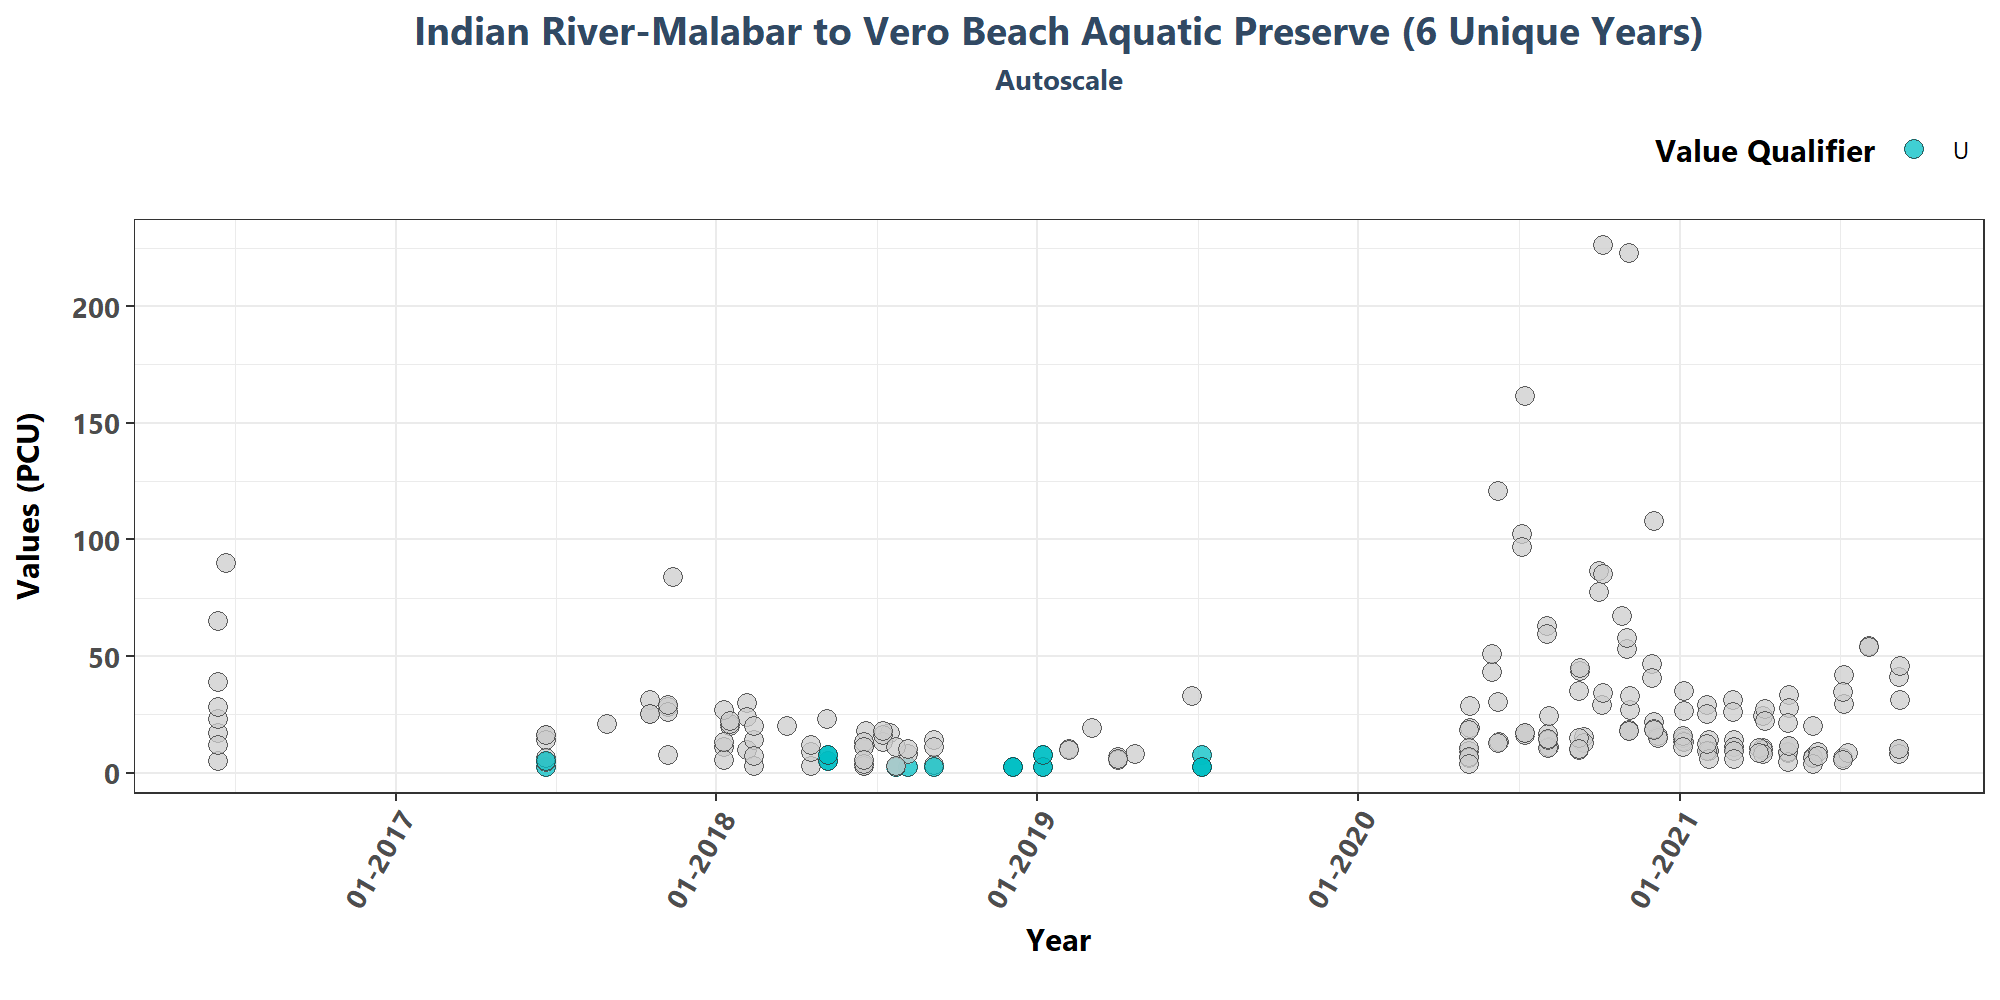 Indian River-Malabar to Vero Beach Aquatic Preserve (6 Unique Years)
Autoscale
Value Qualifier U
Values (PCU)
200
150
100
50
0
01-2017
01-2018
01-2019
01-2020
01-2021
Year